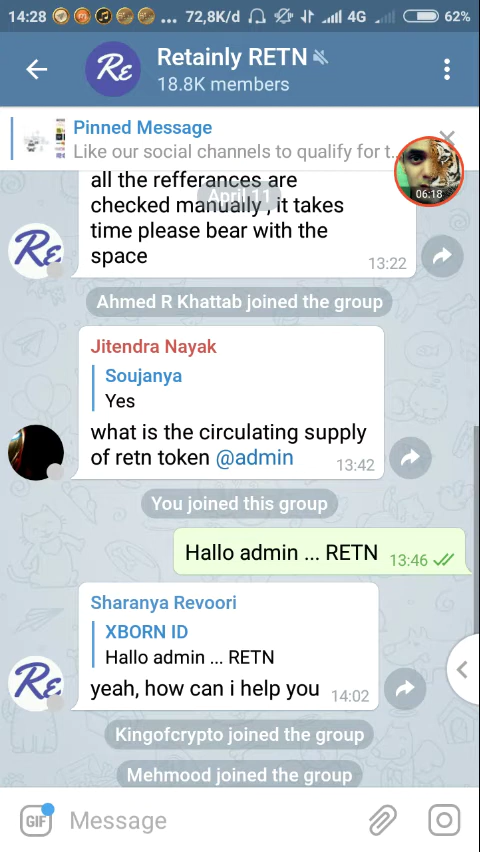 14:28 ... 72,8K/d 4G 62%
Retainly RETN
18.8K members
Pinned Message
Like our social channels to qualify for t...
06:18
all the refferances are
April 11
checked manually , it takes
time please bear with the
space
13:22
Re
Ahmed R Khattab joined the group
Jitendra Nayak
Soujanya
Yes
what is the circulating supply
of retn token @admin
13:42
You joined this group
Hallo admin ... RETN
13:46
Sharanya Revoori
XBORN ID
Hallo admin ... RETN
yeah, how can i help you
14:02
Re
Kingofcrypto joined the group
Mehmood joined the group
GIF
Message